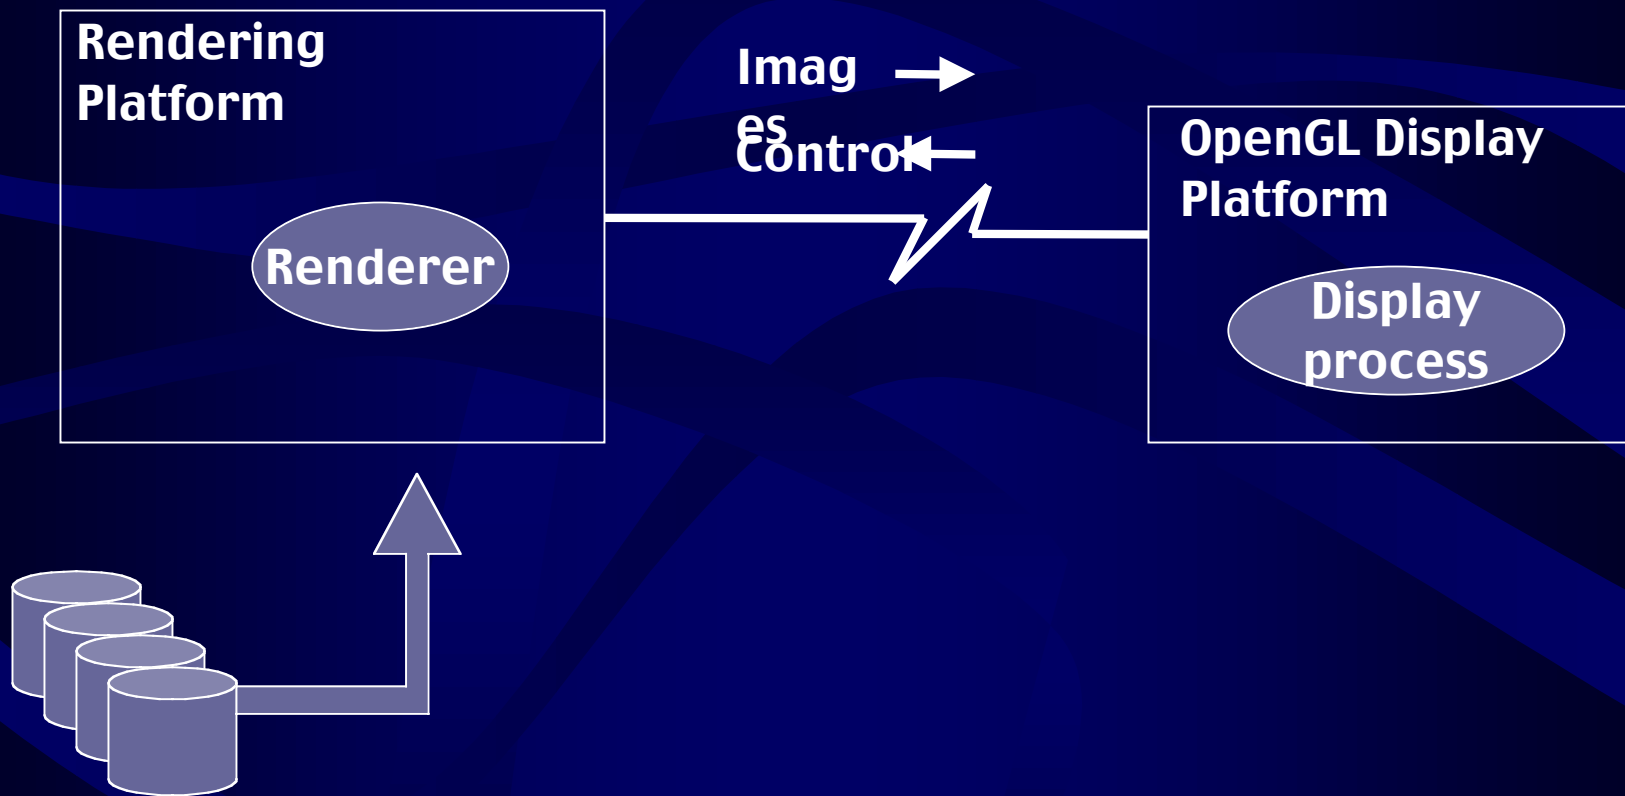 Rendering
Platform
Renderer
Imag
es
Control
OpenGL Display
Platform
Display
process